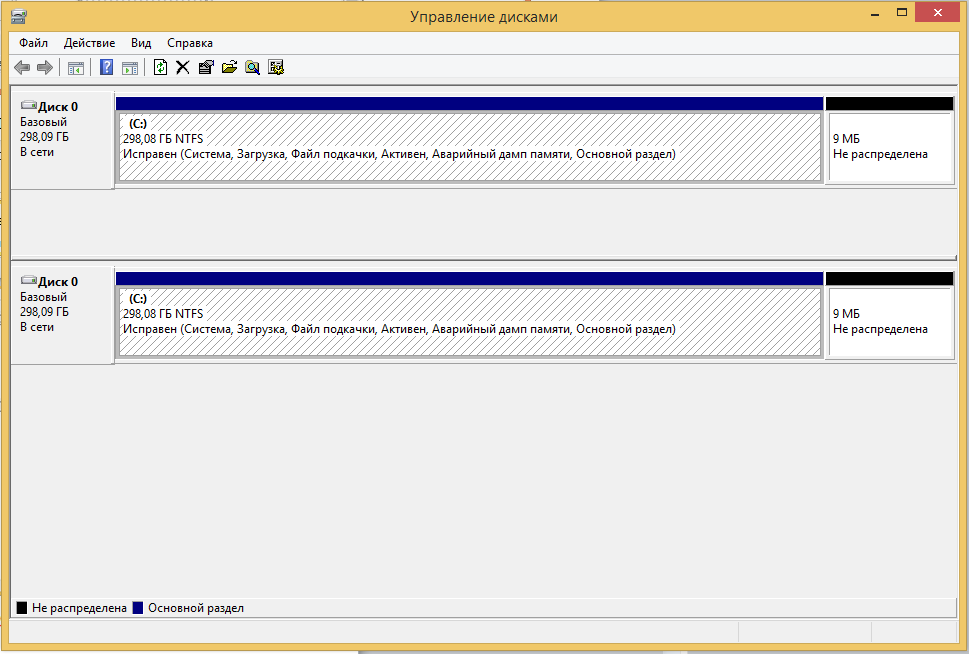 Управление дисками
Файл Действие Вид Справка
Диск 0
Базовый
298,09 ГБ
В сети
(C:)
298,08 ГБ NTFS
Исправен (Система, Загрузка, Файл подкачки, Активен, Аварийный дамп памяти, Основной раздел)
9 МБ
Не распределена
Диск 0
Базовый
298,09 ГБ
В сети
(C:)
298,08 ГБ NTFS
Исправен (Система, Загрузка, Файл подкачки, Активен, Аварийный дамп памяти, Основной раздел)
9 МБ
Не распределена
Не распределена Основной раздел